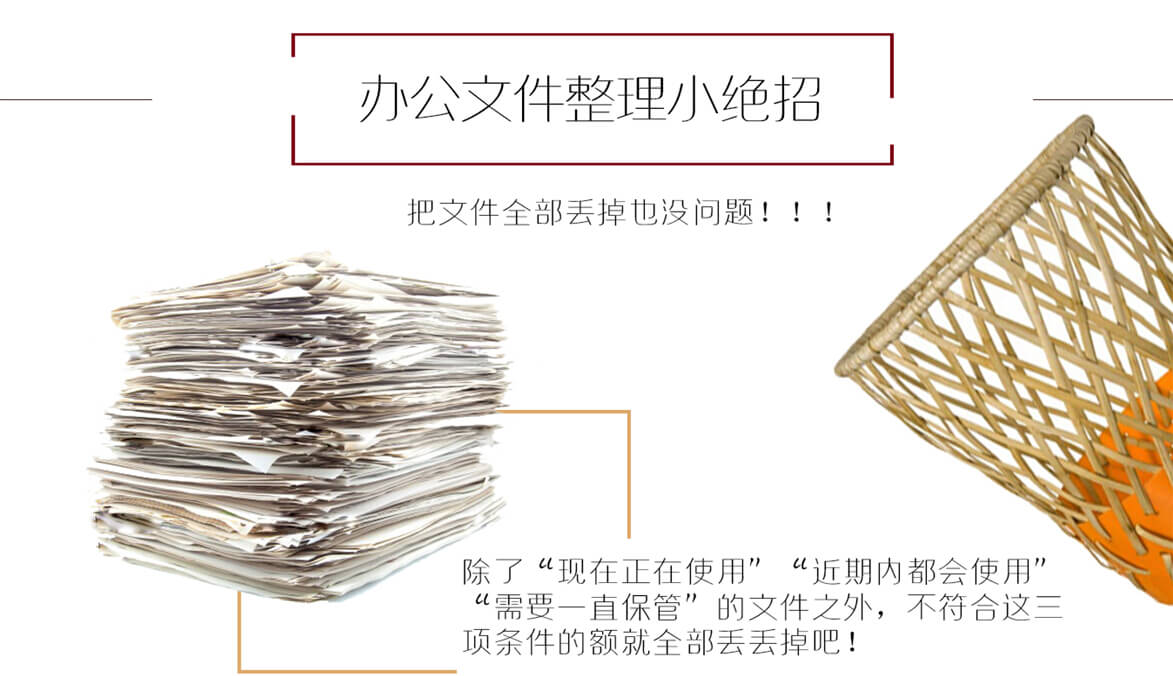 办公文件整理小绝招
把文件全部丢掉也没问题！！！
除了“现在正在使用”“近期内都会使用”
“需要一直保管”的文件之外，不符合这三
项条件的额就全部丢丢掉吧！